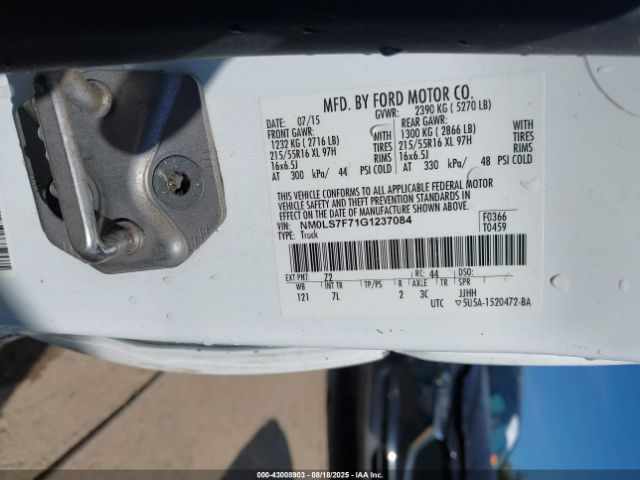 MFD. BY FORD MOTOR CO.
DATE: 07/15 GVWR: 2390 KG ( 5270 LB)
FRONT GAWR: REAR GAWR:
1232 KG ( 2716 LB) WITH 1300 KG ( 2866 LB) WITH
215/55R16 XL 97H TIRES 215/55R16 XL 97H TIRES
16x6.5J RIMS 16x6.5J RIMS
AT 300 kPa/ 44 PSI COLD AT 330 kPa/ 48 PSI COLD
THIS VEHICLE CONFORMS TO ALL APPLICABLE FEDERAL MOTOR
VEHICLE SAFETY AND THEFT PREVENTION STANDARDS IN
EFFECT ON THE DATE OF MANUFACTURE SHOWN ABOVE.
VIN: NM0LS7F71G1237084 F0366
TYPE: Truck T0459
EXT PNT: Z2 RC: 44 DSO:
WB INT TR TP/PS R AXLE TR SPR
121 7L 2 3C JJHH
UTC ▽5U5A-1520472-BA
000-43008903 - 08/18/2025 - IAAI.com